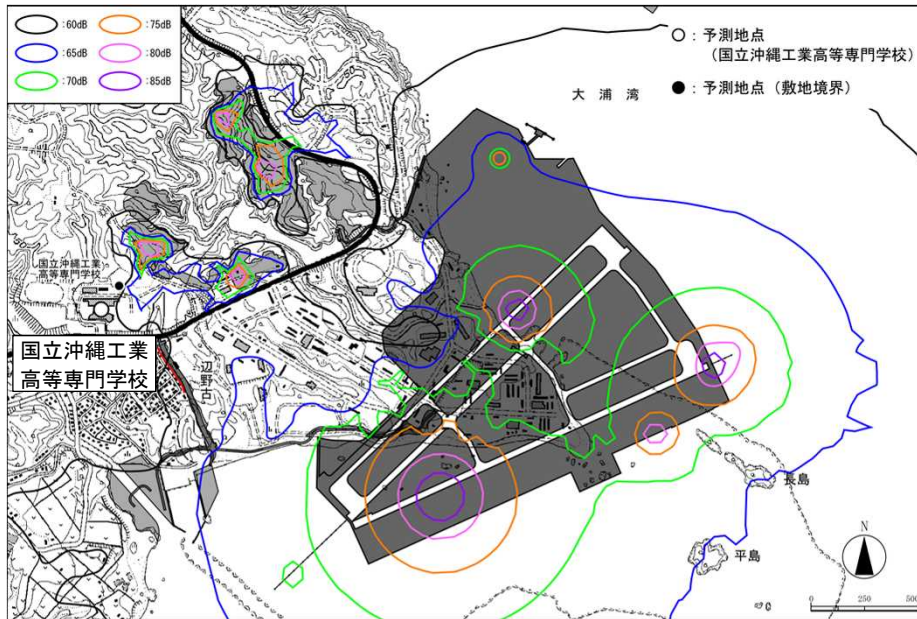 :60dB
:75dB
:65dB
:80dB
:70dB
:85dB
○：予測地点
（国立沖縄工業高等専門学校）
●：予測地点（敷地境界）
大浦湾
国立沖縄工業
高等専門学校
国立沖縄工業
高等専門学校
辺野古
長島
平島
N
0 250 500